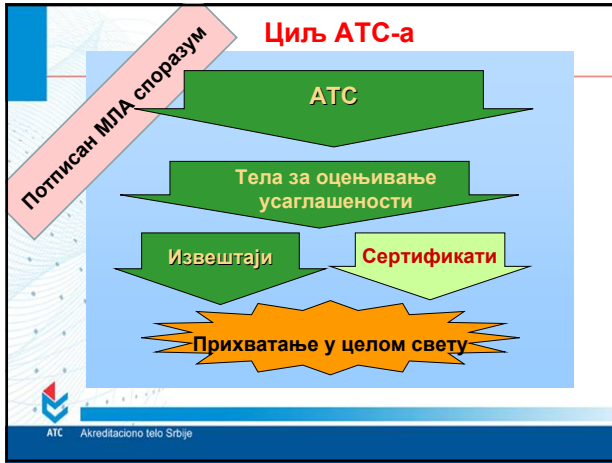 Циљ АТС-а
Потписан МЛА споразум
АТС
Тела за оцењивање
усаглашености
Извештаји
Сертификати
Прихватање у целом свету
АТС
Akreditaciono telo Srbije